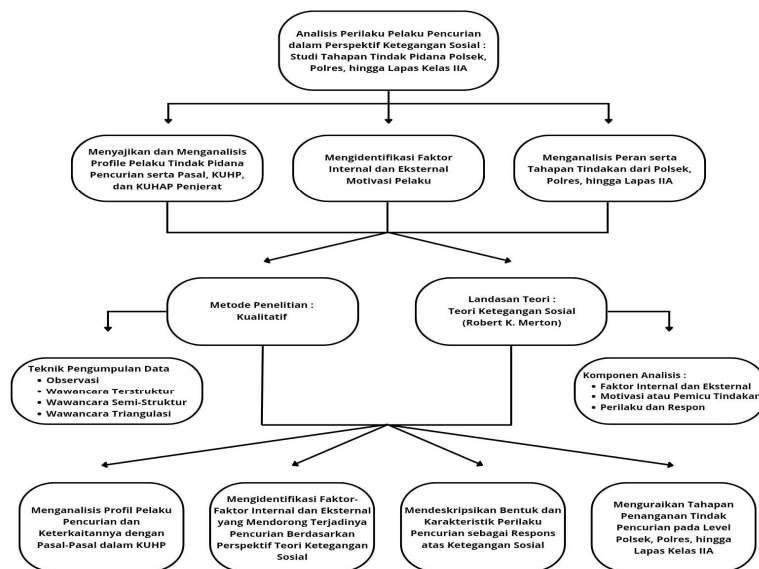 Analisis Perilaku Pelaku Pencurian
dalam Perspektif Ketegangan Sosial :
Studi Tahapan Tindak Pidana Polsek,
Polres, hingga Lapas Kelas IIA
Menyajikan dan Menganalisis
Profile Pelaku Tindak Pidana
Pencurian serta Pasal, KUHP,
dan KUHAP Penjerat
Mengidentifikasi Faktor
Internal dan Eksternal
Motivasi Pelaku
Menganalisis Peran serta
Tahapan Tindakan dari Polsek,
Polres, hingga Lapas IIA
Metode Penelitian :
Kualitatif
Landasan Teori :
Teori Ketegangan Sosial
(Robert K. Merton)
Teknik Pengumpulan Data
• Observasi
• Wawancara Terstruktur
• Wawancara Semi-Struktur
• Wawancara Triangulasi
Komponen Analisis :
• Faktor Internal dan Eksternal
• Motivasi atau Pemicu Tindakan
• Perilaku dan Respon
Menganalisis Profil Pelaku
Pencurian dan
Keterkaitannya dengan
Pasal-Pasal dalam KUHP
Mengidentifikasi Faktor-
Faktor Internal dan Eksternal
yang Mendorong Terjadinya
Pencurian Berdasarkan
Perspektif Teori Ketegangan
Sosial
Mendeskripsikan Bentuk dan
Karakteristik Perilaku
Pencurian sebagai Respons
atas Ketegangan Sosial
Menguraikan Tahapan
Penanganan Tindak
Pencurian pada Level
Polsek, Polres, hingga
Lapas Kelas IIA